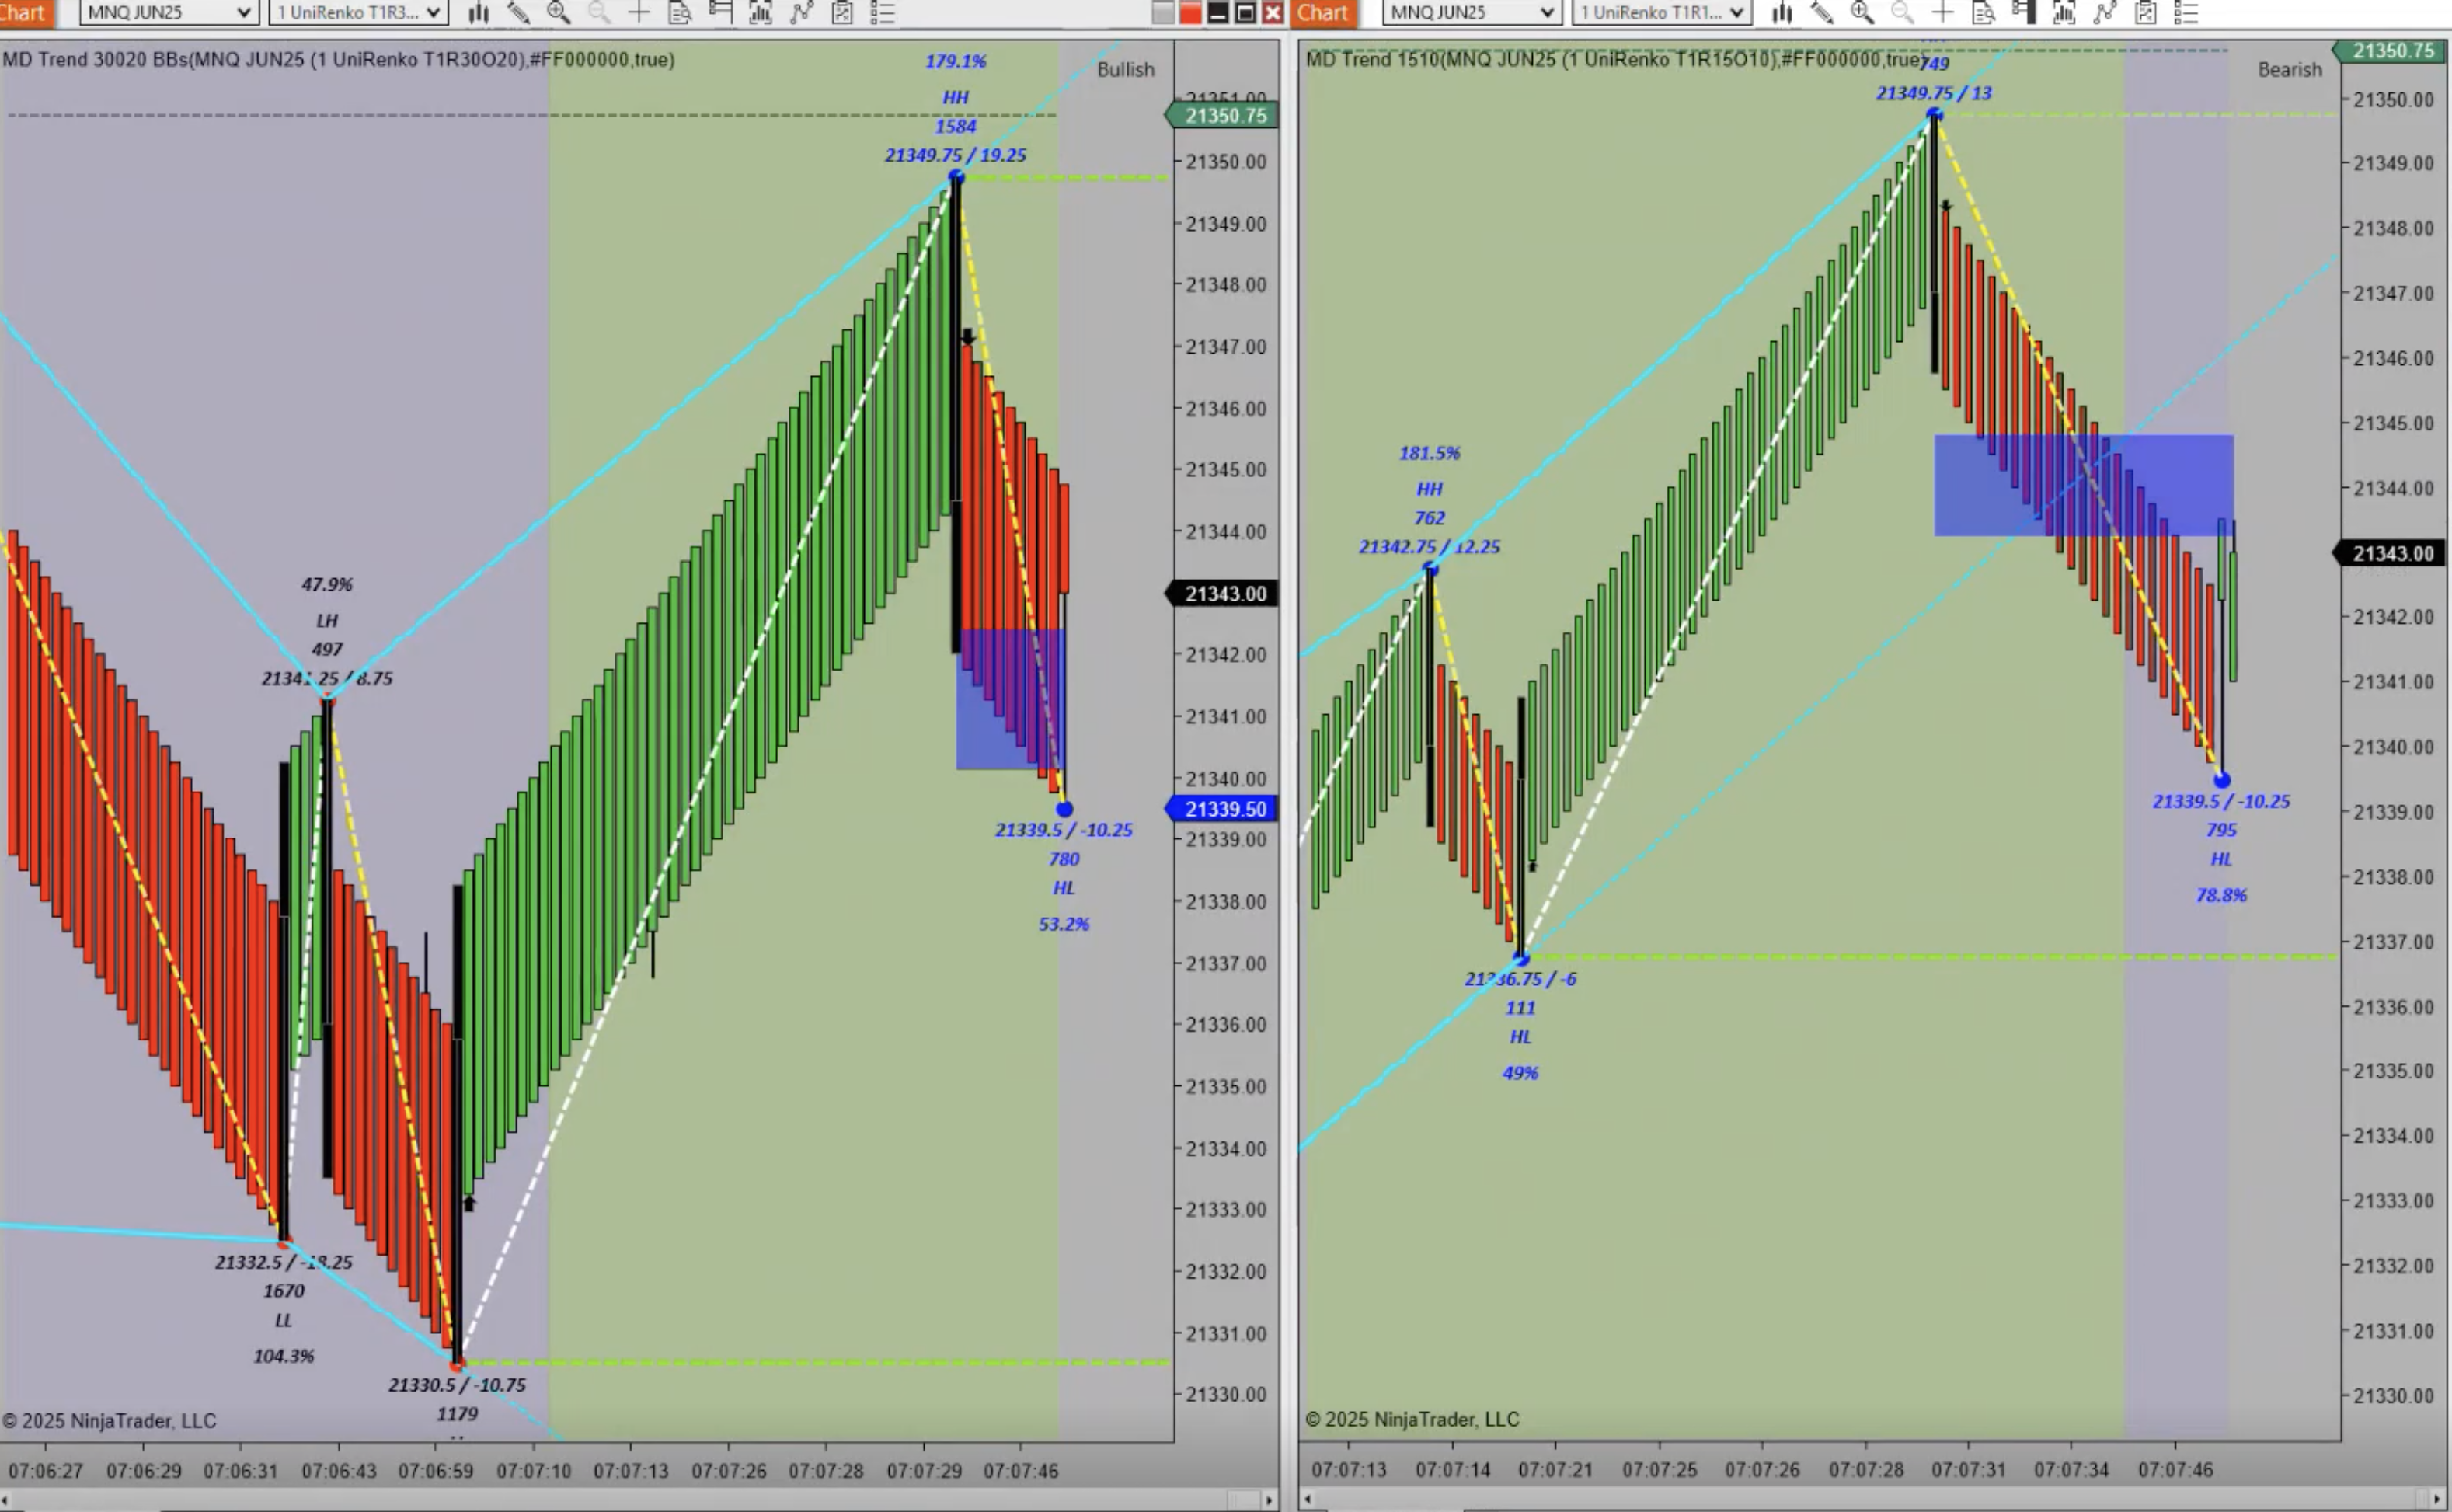 Chart
MNQ JUN25
1 UniRenko T1R3...
MD Trend 30020 BBs(MNQ JUN25 (1 UniRenko T1R30O20),#FF000000,true)
Bullish
179.1%
HH
1584
21349.75 / 19.25
47.9%
LH
497
21341.25 / 8.75
21332.5 / -18.25
1670
LL
104.3%
21330.5 / -10.75
1179
21339.5 / -10.25
780
HL
53.2%
21351.00
21350.75
21350.00
21349.00
21348.00
21347.00
21346.00
21345.00
21344.00
21343.00
21342.00
21341.00
21340.00
21339.50
21339.00
21338.00
21337.00
21336.00
21335.00
21334.00
21333.00
21332.00
21331.00
21330.00
© 2025 NinjaTrader, LLC
07:06:27 07:06:29 07:06:31 07:06:43 07:06:59 07:07:10 07:07:13 07:07:26 07:07:28 07:07:29 07:07:46
Chart
MNQ JUN25
1 UniRenko T1R1...
MD Trend 1510(MNQ JUN25 (1 UniRenko T1R15O10),#FF000000,true)
Bearish
749
21349.75 / 13
181.5%
HH
762
21342.75 / 12.25
21336.75 / -6
111
HL
49%
21339.5 / -10.25
795
HL
78.8%
21350.75
21350.00
21349.00
21348.00
21347.00
21346.00
21345.00
21344.00
21343.00
21342.00
21341.00
21340.00
21339.00
21338.00
21337.00
21336.00
21335.00
21334.00
21333.00
21332.00
21331.00
21330.00
© 2025 NinjaTrader, LLC
07:07:13 07:07:14 07:07:21 07:07:25 07:07:26 07:07:28 07:07:31 07:07:34 07:07:46